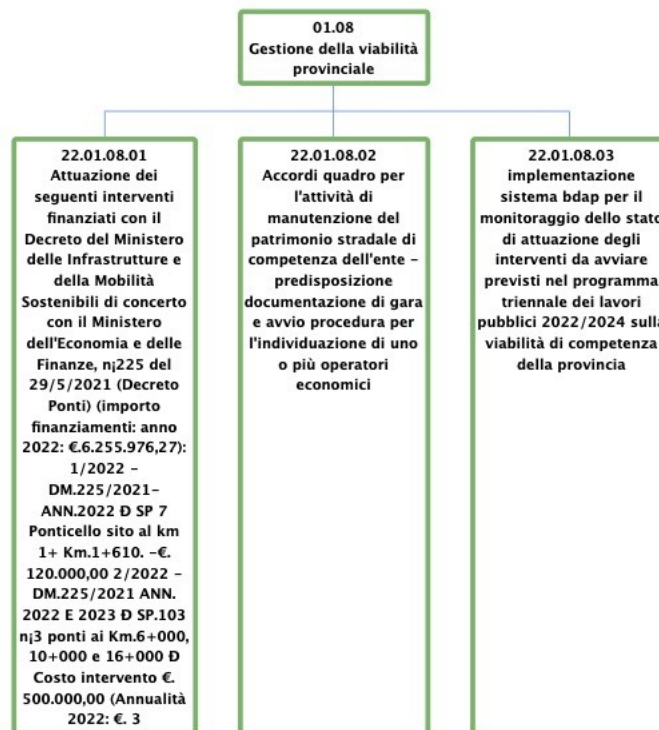 01.08
Gestione della viabilità
provinciale
22.01.08.01
Attuazione dei
seguenti interventi
finanziati con il
Decreto del Ministero
delle Infrastrutture e
della Mobilità
Sostenibili di concerto
con il Ministero
dell'Economia e delle
Finanze, n¡225 del
29/5/2021 (Decreto
Ponti) (importo
finanziamenti: anno
2022: €.6.255.976,27):
1/2022 –
DM.225/2021–
ANN.2022 Ð SP 7
Ponticello sito al km
1+ Km.1+610. –€.
120.000,00 2/2022 –
DM.225/2021 ANN.
2022 E 2023 Ð SP.103
n¡3 ponti ai Km.6+000,
10+000 e 16+000 Ð
Costo intervento €.
500.000,00 (Annualità
2022: €. 3
22.01.08.02
Accordi quadro per
l'attività di
manutenzione del
patrimonio stradale di
competenza dell'ente –
predisposizione
documentazione di gara
e avvio procedura per
l'individuazione di uno
o più operatori
economici
22.01.08.03
implementazione
sistema bdap per il
monitoraggio dello stato
di attuazione degli
interventi da avviare
previsti nel programma
triennale dei lavori
pubblici 2022/2024 sulla
viabilità di competenza
della provincia